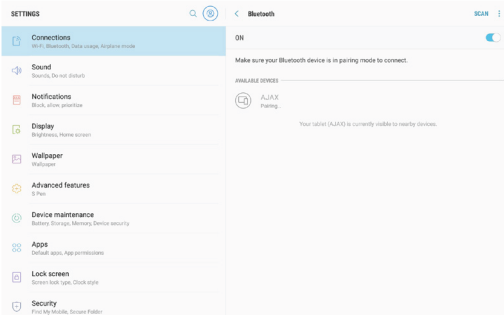 SETTINGS
Connections
Wi-Fi, Bluetooth, Data usage, Airplane mode
Sound
Sounds, Do not disturb
Notifications
Block, allow, prioritize
Display
Brightness, Home screen
Wallpaper
Wallpaper
Advanced features
S Pen
Device maintenance
Battery, Storage, Memory, Device security
Apps
Default apps, App permissions
Lock screen
Screen lock type, Clock style
Security
Find My Mobile, Secure Folder
Bluetooth
SCAN
ON
Make sure your Bluetooth device is in pairing mode to connect.
AVAILABLE DEVICES
AJAX
Pairing...
Your tablet (AJAX) is currently visible to nearby devices.